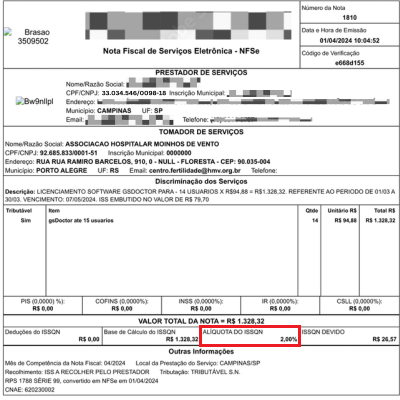 Brasao
3509502
Nota Fiscal de Serviços Eletrônica - NFSe
Número da Nota
1810
Data e Hora de Emissão
01/04/2024 10:04:52
Código de Verificação
e668d155
PRESTADOR DE SERVIÇOS
Nome/Razão Social:
CPF/CNPJ: 33.034.546/0098-18 Inscrição Municipal:
Endereço:
Município: CAMPINAS UF: SP
Email: Telefone:
TOMADOR DE SERVIÇOS
Nome/Razão Social: ASSOCIACAO HOSPITALAR MOINHOS DE VENTO
CPF/CNPJ: 92.685.833/0001-51 Inscrição Municipal: 0000000
Endereço: RUA RUA RAMIRO BARCELOS, 910, 0 - NULL - FLORESTA - CEP: 90.035-004
Município: PORTO ALEGRE UF: RS Email: centro.fertilidade@hmv.org.br Telefone:
Discriminação dos Serviços
Descrição: LICENCIAMENTO SOFTWARE GSDOCTOR PARA - 14 USUARIOS X R$94,88 = R$1.328,32. REFERENTE AO PERIODO DE 01/03 A
30/03. VENCIMENTO: 07/05/2024. ISS EMBUTIDO NO VALOR DE R$ 79,70
Tributável Item Qtde Unitário R$ Total R$
Sim gsDoctor ate 15 usuarios 14 R$ 94,88 R$ 1.328,32
PIS (0,0000) %): COFINS (0,0000) %): INSS (0,0000) %): IR (0,0000) %): CSLL (0,0000) %):
R$ 0,00 R$ 0,00 R$ 0,00 R$ 0,00 R$ 0,00
VALOR TOTAL DA NOTA = R$ 1.328,32
Deduções do ISSQN Base de Cálculo do ISSQN ALÍQUOTA DO ISSQN ISSQN DEVIDO
R$ 0,00 R$ 1.328,32 2,00% R$ 26,57
Outras Informações
Mês de Competência da Nota Fiscal: 04/2024 Local da Prestação do Serviço: CAMPINAS/SP
Recolhimento: ISS A RECOLHER PELO PRESTADOR Tributação: TRIBUTÁVEL S.N.
RPS 1788 SÉRIE 99, convertido em NFSe em 01/04/2024
CNAE: 620230002